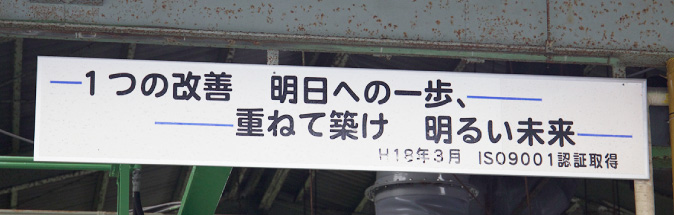 1つの改善　明日への一歩、
重ねて築け　明るい未来
H18年3月　ISO9001認証取得